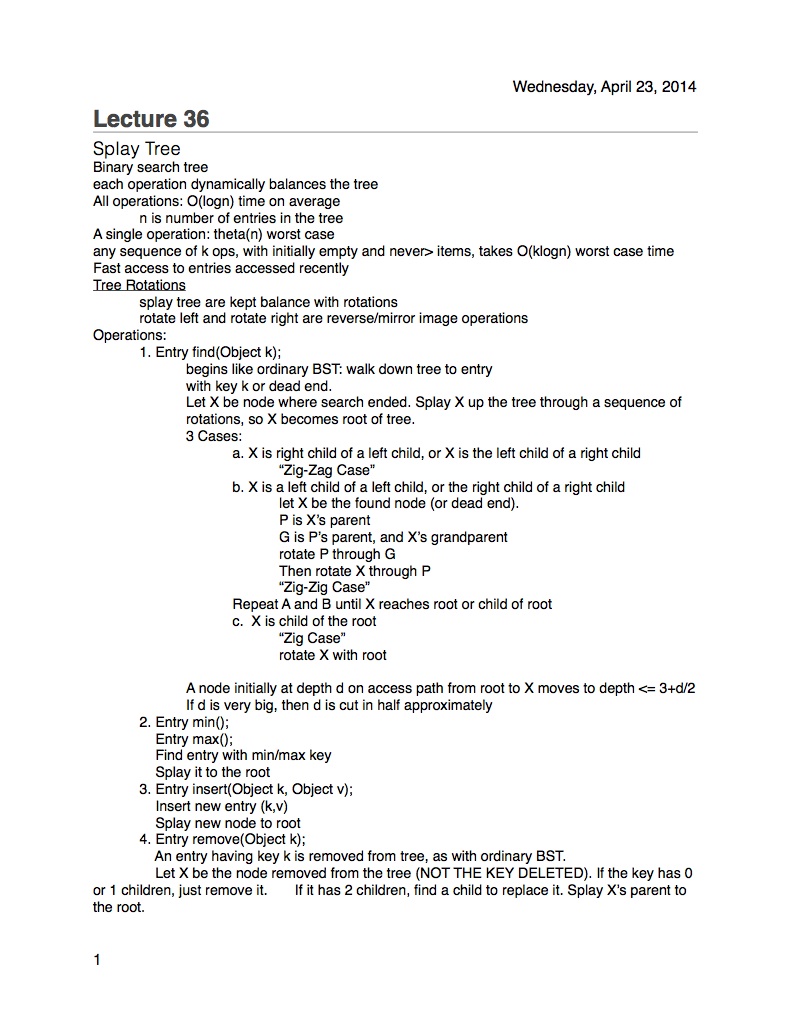 Wednesday, April 23, 2014
Lecture 36
Splay Tree
Binary search tree
each operation dynamically balances the tree
All operations: O(logn) time on average
n is number of entries in the tree
A single operation: theta(n) worst case
any sequence of k ops, with initially empty and never> items, takes O(klogn) worst case time
Fast access to entries accessed recently
Tree Rotations
splay tree are kept balance with rotations
rotate left and rotate right are reverse/mirror image operations
Operations:
1. Entry find(Object k);
begins like ordinary BST: walk down tree to entry
with key k or dead end.
Let X be node where search ended. Splay X up the tree through a sequence of
rotations, so X becomes root of tree.
3 Cases:
a. X is right child of a left child, or X is the left child of a right child
“Zig-Zag Case”
b. X is a left child of a left child, or the right child of a right child
let X be the found node (or dead end).
P is X’s parent
G is P’s parent, and X’s grandparent
rotate P through G
Then rotate X through P
“Zig-Zig Case”
Repeat A and B until X reaches root or child of root
c. X is child of the root
“Zig Case”
rotate X with root
A node initially at depth d on access path from root to X moves to depth <= 3+d/2
If d is very big, then d is cut in half approximately
2. Entry min();
Entry max();
Find entry with min/max key
Splay it to the root
3. Entry insert(Object k, Object v);
Insert new entry (k,v)
Splay new node to root
4. Entry remove(Object k);
An entry having key k is removed from tree, as with ordinary BST.
Let X be the node removed from the tree (NOT THE KEY DELETED). If the key has 0
or 1 children, just remove it. If it has 2 children, find a child to replace it. Splay X’s parent to
the root.
1